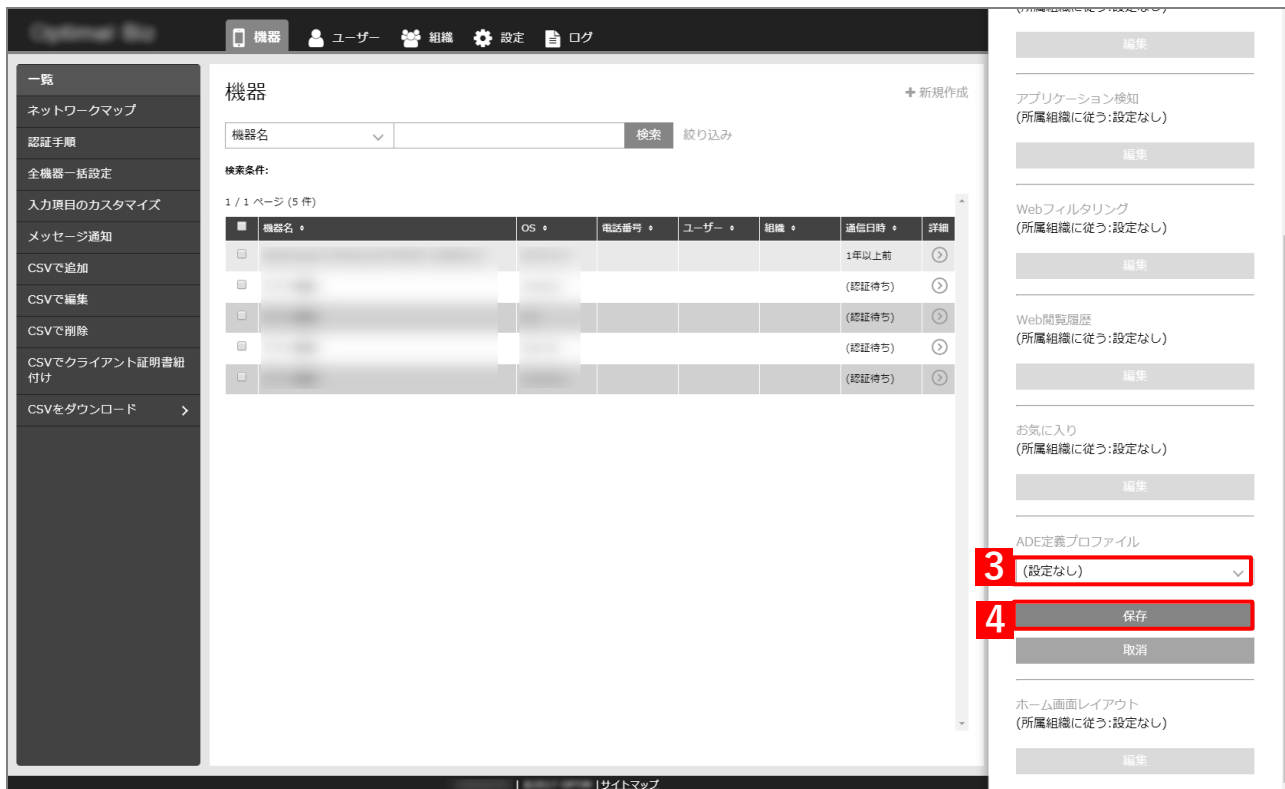 機器 ユーザー 組織 設定 ログ
一覧
ネットワークマップ
認証手順
全機器一括設定
入力項目のカスタマイズ
メッセージ通知
CSVで追加
CSVで編集
CSVで削除
CSVでクライアント証明書紐
付け
CSVをダウンロード
機器
+ 新規作成
機器名 検索 絞り込み
検索条件:
1 / 1 ページ (5 件)
機器名 OS 電話番号 ユーザー 組織 通信日時 詳細
1年以上前
(認証待ち)
(認証待ち)
(認証待ち)
(認証待ち)
(所属組織に従う:設定なし)
編集
アプリケーション検知
(所属組織に従う:設定なし)
編集
Webフィルタリング
(所属組織に従う:設定なし)
編集
Web閲覧履歴
(所属組織に従う:設定なし)
編集
お気に入り
(所属組織に従う:設定なし)
編集
ADE定義プロファイル
3 (設定なし)
4 保存
取消
ホーム画面レイアウト
(所属組織に従う:設定なし)
編集
| |サイトマップ